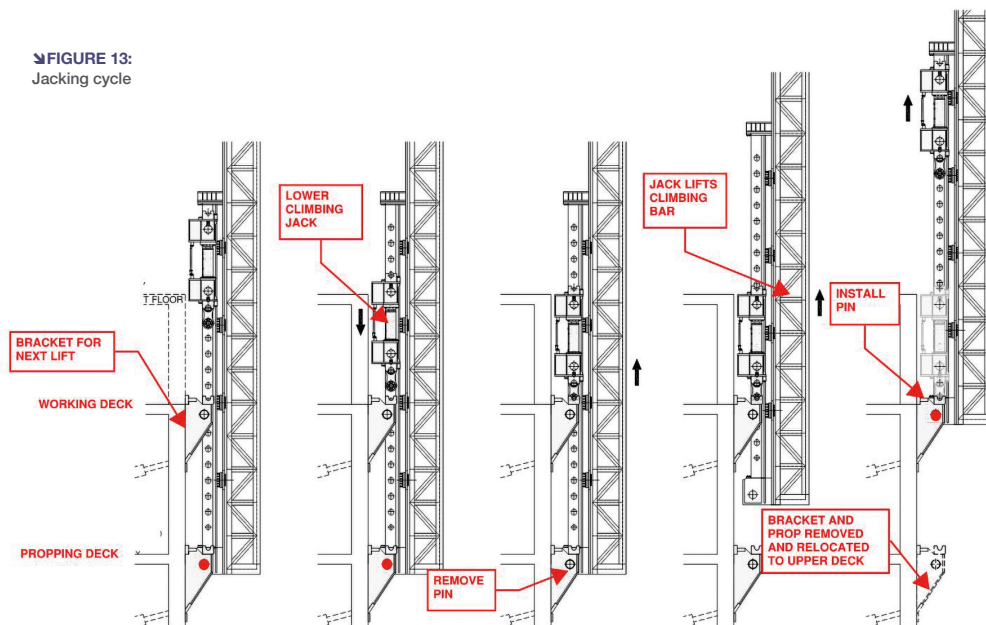 FIGURE 13:
Jacking cycle
LOWER
CLIMBING
JACK
JACK LIFTS
CLIMBING
BAR
INSTALL
PIN
T FLOOR
BRACKET FOR
NEXT LIFT
WORKING DECK
PROPPING DECK
REMOVE
PIN
BRACKET AND
PROP REMOVED
AND RELOCATED
TO UPPER DECK